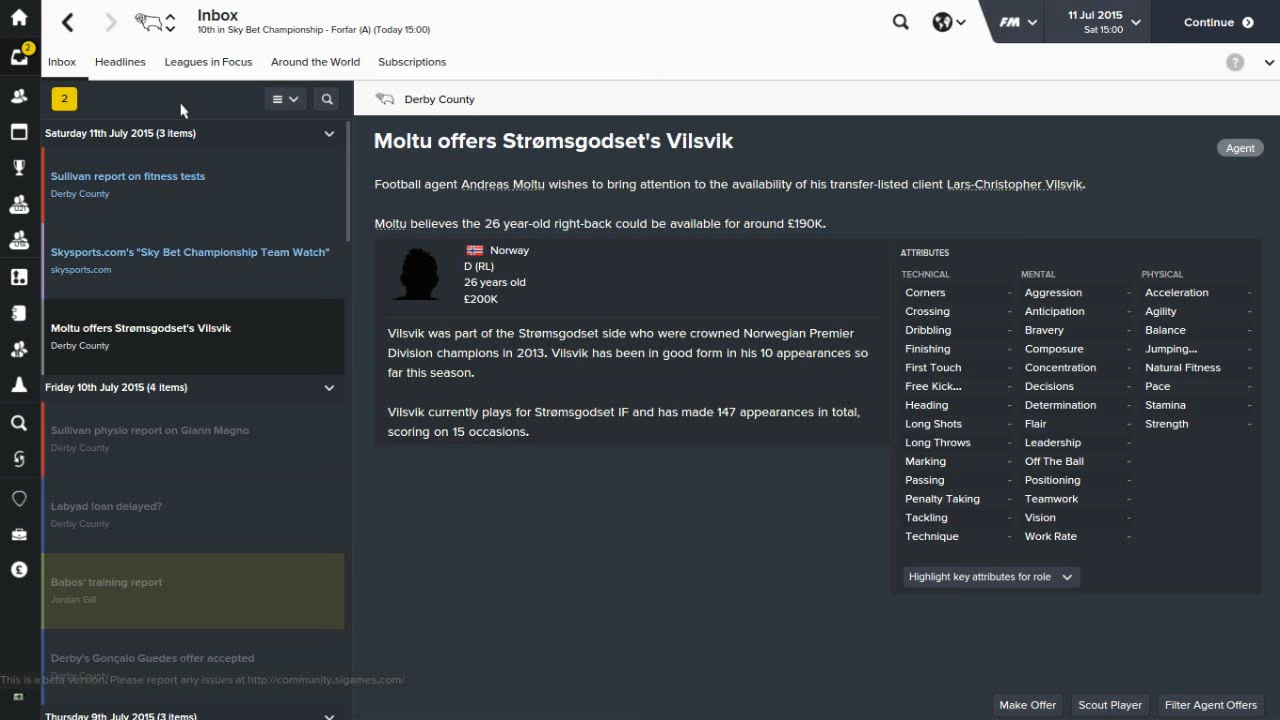 Inbox
10th in Sky Bet Championship - Forfar (A) (Today 15:00)
FM
11 Jul 2015
Sat 15:00
Continue
2
Inbox
Headlines
Leagues in Focus
Around the World
Subscriptions
?
2
Saturday 11th July 2015 (3 items)
Sullivan report on fitness tests
Derby County
Skysports.com's "Sky Bet Championship Team Watch"
skysports.com
Moltu offers Strømsgodset's Vilsvik
Derby County
Friday 10th July 2015 (4 items)
Sullivan physio report on Giann Magno
Derby County
Labyad loan delayed?
Derby County
Babos' training report
Jordan Gill
Derby's Gonçalo Guedes offer accepted
Derby County
This is a beta version. Please report any issues at http://community.sigames.com/
Thursday 9th July 2015 (3 items)
Derby County
Moltu offers Strømsgodset's Vilsvik
Agent
Football agent Andreas Moltu wishes to bring attention to the availability of his transfer-listed client Lars-Christopher Vilsvik.
Moltu believes the 26 year-old right-back could be available for around £190K.
Norway
D (RL)
26 years old
£200K
Vilsvik was part of the Strømsgodset side who were crowned Norwegian Premier
Division champions in 2013. Vilsvik has been in good form in his 10 appearances so
far this season.
Vilsvik currently plays for Strømsgodset IF and has made 147 appearances in total,
scoring on 15 occasions.
ATTRIBUTES
TECHNICAL MENTAL PHYSICAL
Corners - Aggression - Acceleration -
Crossing - Anticipation - Agility -
Dribbling - Bravery - Balance -
Finishing - Composure - Jumping... -
First Touch - Concentration - Natural Fitness -
Free Kick... - Decisions - Pace -
Heading - Determination - Stamina -
Long Shots - Flair - Strength -
Long Throws - Leadership -
Marking - Off The Ball -
Passing - Positioning -
Penalty Taking - Teamwork -
Tackling - Vision -
Technique - Work Rate -
Highlight key attributes for role
Make Offer
Scout Player
Filter Agent Offers